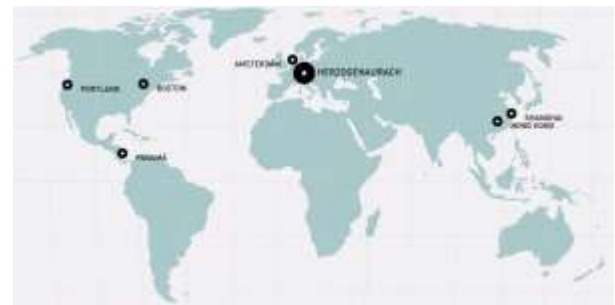 AMSTERDAM
HERZOGENAURACH
PORTLAND
BOSTON
SHANGHAI
HONG KONG
PANAMA